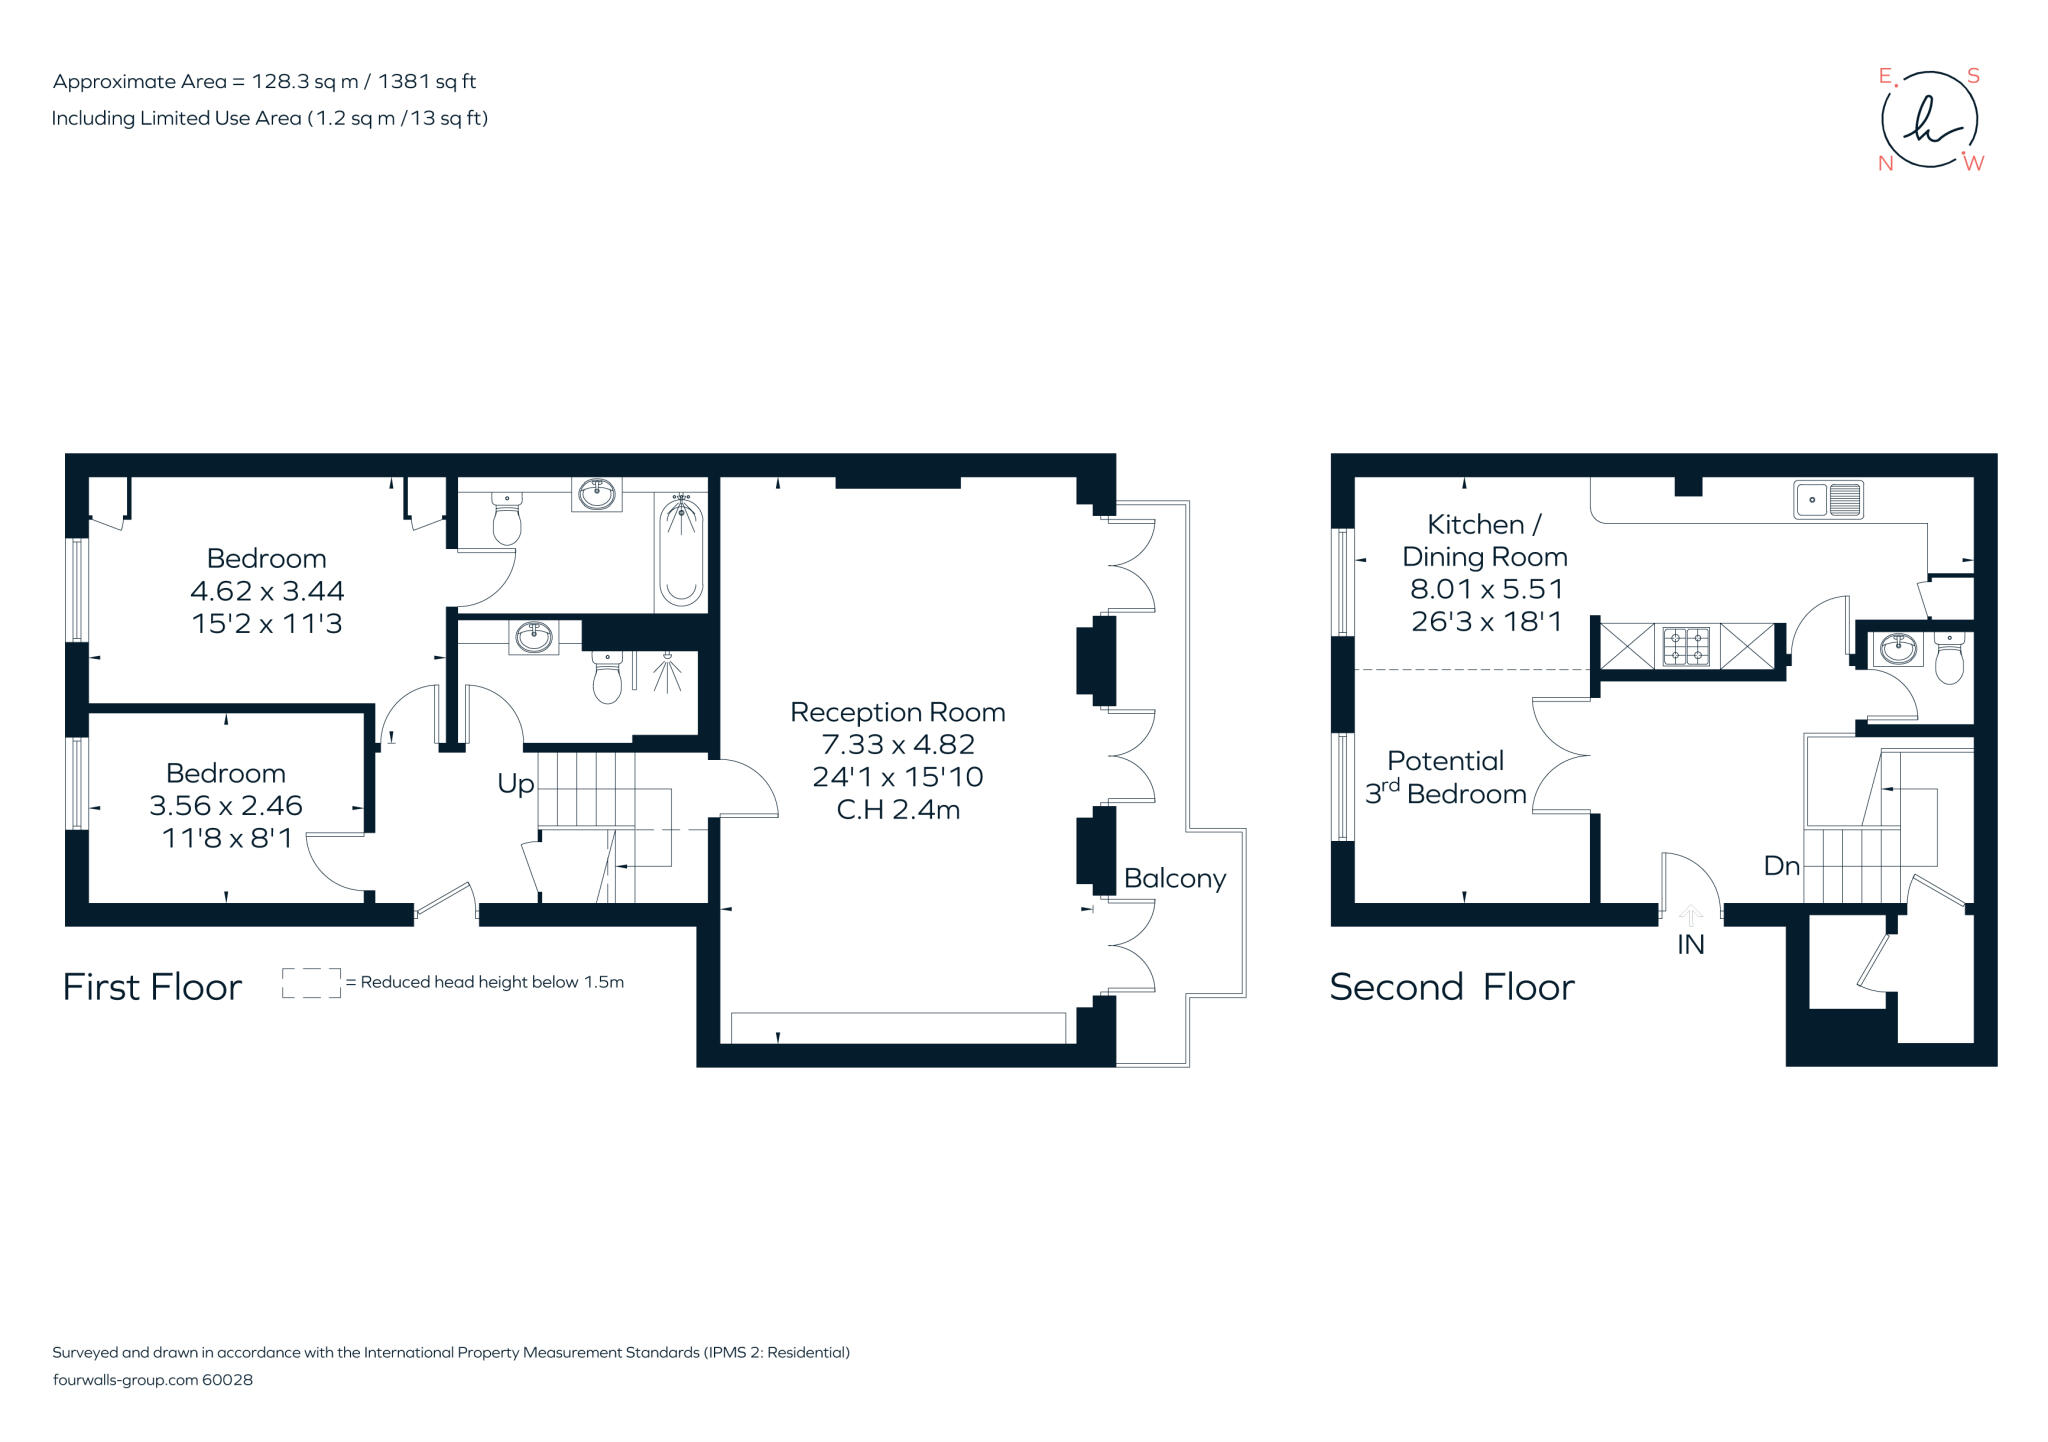 Approximate Area = 128.3 sq m / 1381 sq ft
Including Limited Use Area (1.2 sq m /13 sq ft)
E S
N W
Bedroom
4.62 x 3.44
15'2 x 11'3
Bedroom
3.56 x 2.46
11'8 x 8'1
Up
Reception Room
7.33 x 4.82
24'1 x 15'10
C.H 2.4m
Balcony
First Floor
= Reduced head height below 1.5m
Kitchen /
Dining Room
8.01 x 5.51
26'3 x 18'1
Potential
3rd Bedroom
Dn
IN
Second Floor
Surveyed and drawn in accordance with the International Property Measurement Standards (IPMS 2: Residential)
fourwalls-group.com 60028